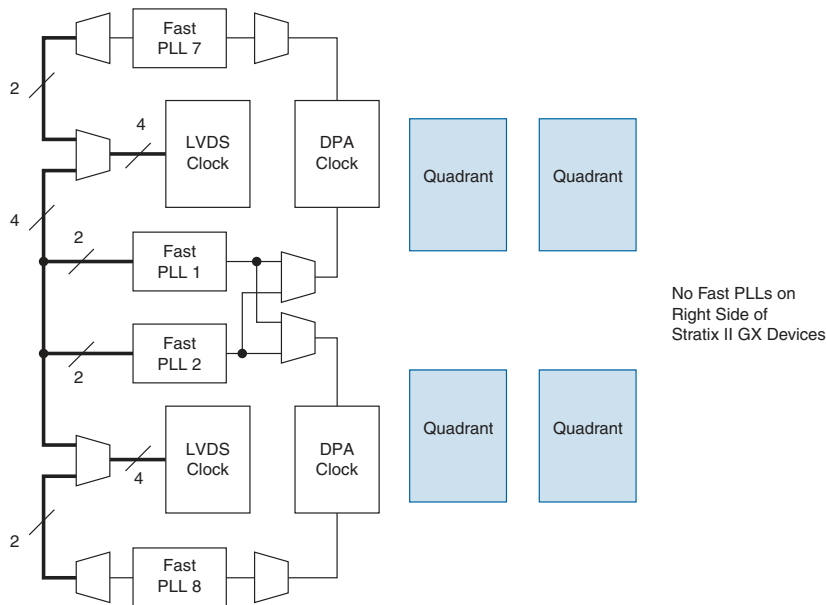 Fast
PLL 7
2
4
LVDS
Clock
DPA
Clock
Quadrant
Quadrant
4
2
Fast
PLL 1
No Fast PLLs on
Right Side of
Stratix II GX Devices
Fast
PLL 2
2
LVDS
Clock
4
DPA
Clock
Quadrant
Quadrant
2
Fast
PLL 8